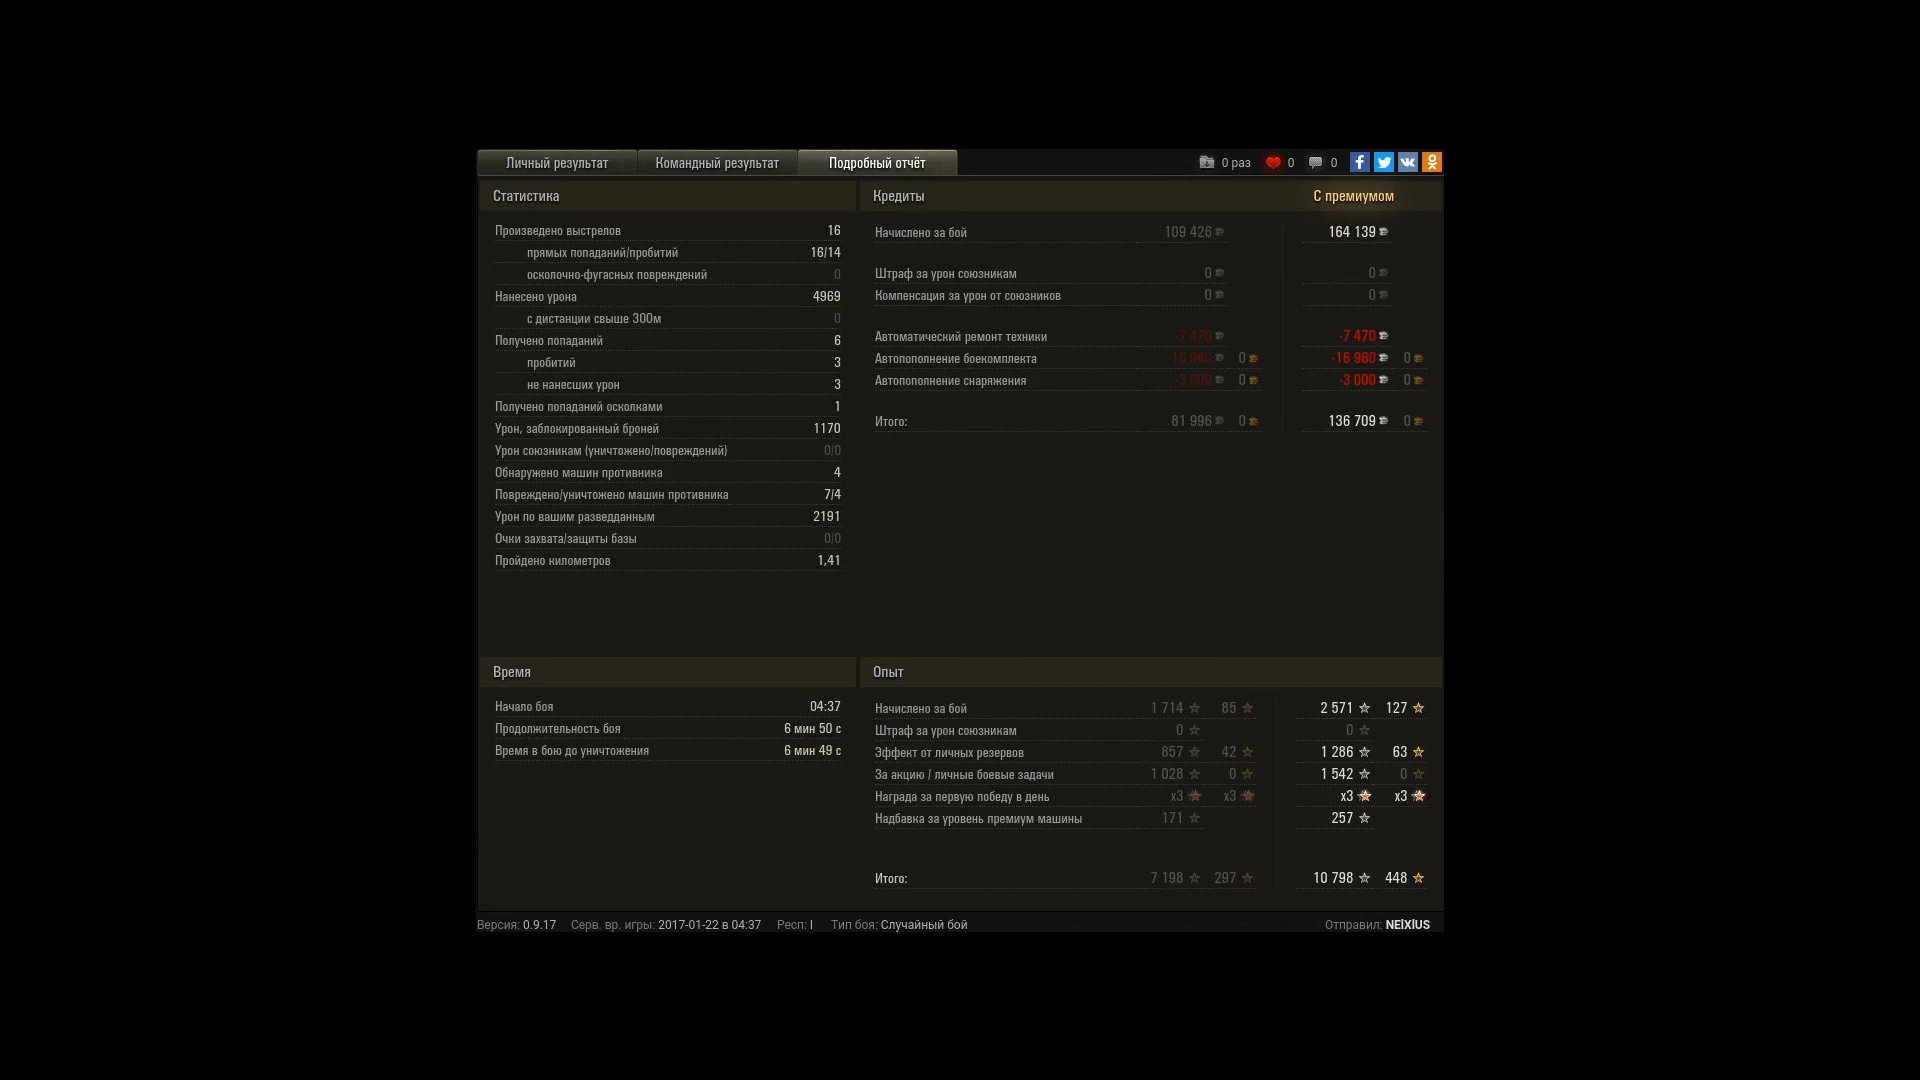 Личный результат Командный результат Подробный отчёт 0 раз 0 0
Статистика
Произведено выстрелов 16
прямых попаданий/пробитий 16/14
осколочно-фугасных повреждений 0
Нанесено урона 4969
с дистанции свыше 300м 0
Получено попаданий 6
пробитий 3
не нанесших урон 3
Получено попаданий осколками 1
Урон, заблокированный броней 1170
Урон союзникам (уничтожено/повреждений) 0/0
Обнаружено машин противника 4
Повреждено/уничтожено машин противника 7/4
Урон по вашим разведданным 2191
Очки захвата/защиты базы 0/0
Пройдено километров 1,41
Кредиты С премиумом
Начислено за бой 109 426 164 139
Штраф за урон союзникам 0 0
Компенсация за урон от союзников 0 0
Автоматический ремонт техники -7 470 -7 470
Автопополнение боекомплекта -16 960 0 -16 960 0
Автопополнение снаряжения -3 000 0 -3 000 0
Итого: 81 996 0 136 709 0
Время
Начало боя 04:37
Продолжительность боя 6 мин 50 с
Время в бою до уничтожения 6 мин 49 с
Опыт
Начислено за бой 1 714 85 2 571 127
Штраф за урон союзникам 0 0
Эффект от личных резервов 857 42 1 286 63
За акцию / личные боевые задачи 1 028 0 1 542 0
Награда за первую победу в день x3 x3 x3 x3
Надбавка за уровень премиум машины 171 257
Итого: 7 198 297 10 798 448
Версия: 0.9.17 Серв. вр. игры: 2017-01-22 в 04:37 Респ: I Тип боя: Случайный бой Отправил: NElXlUS